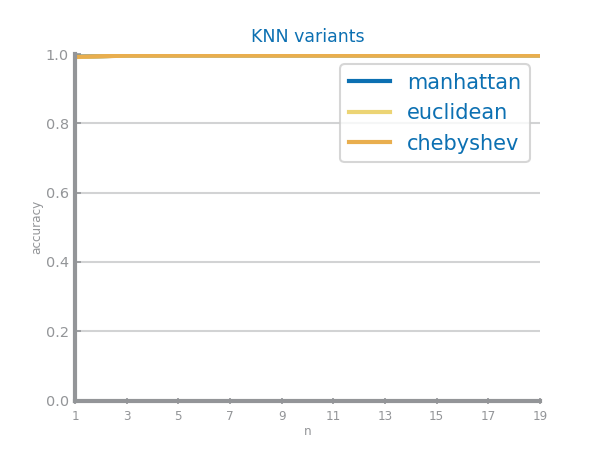 KNN variants
1.0
0.8
0.6
0.4
0.2
0.0
accuracy
manhattan
euclidean
chebyshev
1 3 5 7 9 11 13 15 17 19
n